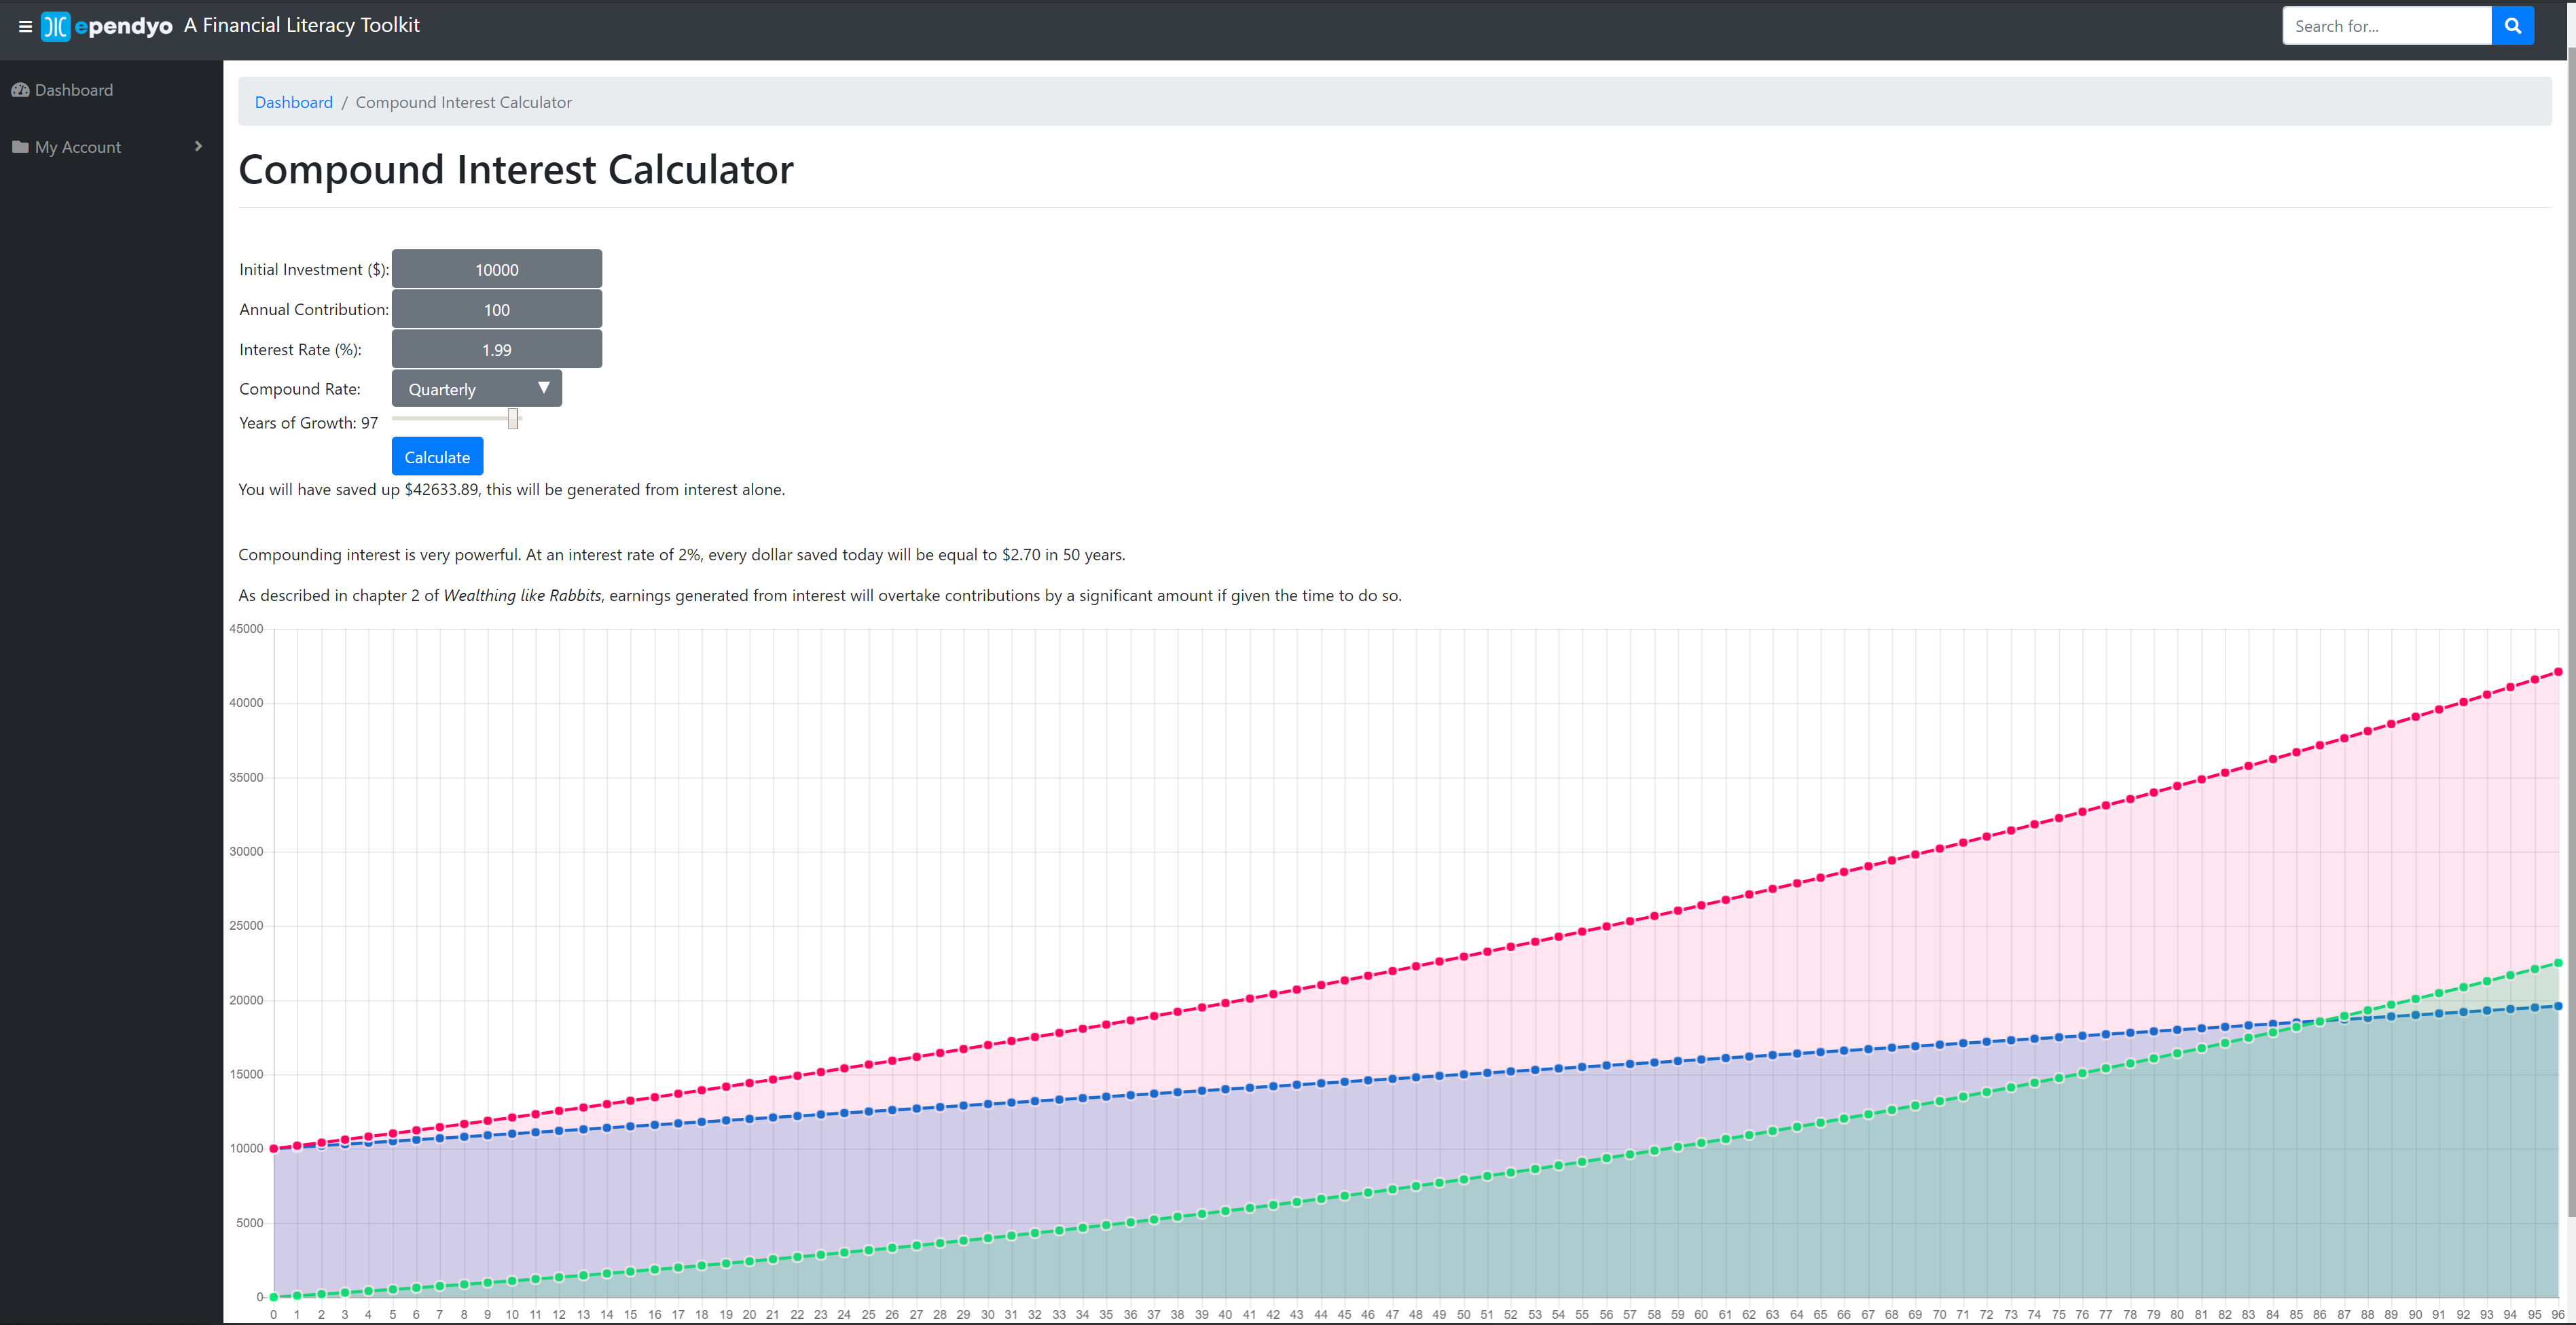 ependyo A Financial Literacy Toolkit
Search for...
Dashboard
My Account
Dashboard / Compound Interest Calculator
Compound Interest Calculator
Initial Investment ($): 10000
Annual Contribution: 100
Interest Rate (%): 1.99
Compound Rate: Quarterly
Years of Growth: 97
Calculate
You will have saved up $42633.89, this will be generated from interest alone.
Compounding interest is very powerful. At an interest rate of 2%, every dollar saved today will be equal to $2.70 in 50 years.
As described in chapter 2 of Wealthing like Rabbits, earnings generated from interest will overtake contributions by a significant amount if given the time to do so.
45000
40000
35000
30000
25000
20000
15000
10000
5000
0
0 1 2 3 4 5 6 7 8 9 10 11 12 13 14 15 16 17 18 19 20 21 22 23 24 25 26 27 28 29 30 31 32 33 34 35 36 37 38 39 40 41 42 43 44 45 46 47 48 49 50 51 52 53 54 55 56 57 58 59 60 61 62 63 64 65 66 67 68 69 70 71 72 73 74 75 76 77 78 79 80 81 82 83 84 85 86 87 88 89 90 91 92 93 94 95 96